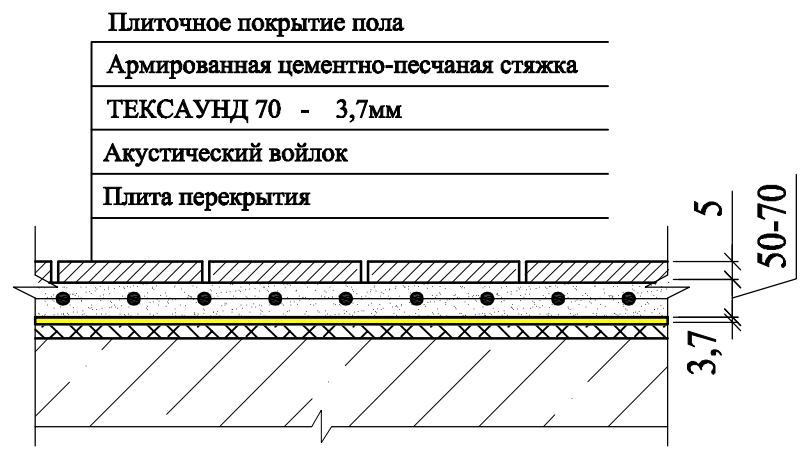 Плиточное покрытие пола
Армированная цементно-песчаная стяжка
ТЕКСАУНД 70 - 3,7мм
Акустический войлок
Плита перекрытия
5
50-70
3,7